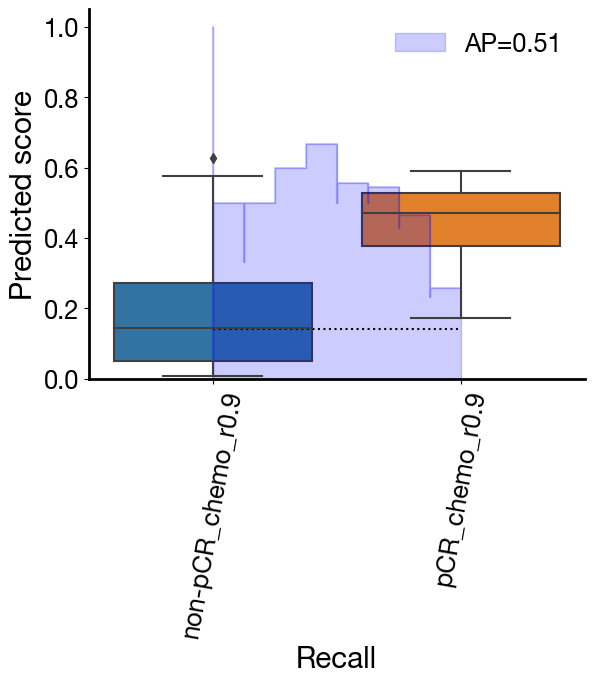 AP=0.51
Predicted score
1.0
0.8
0.6
0.4
0.2
0.0
non-pCR_chemo_r0.9
pCR_chemo_r0.9
Recall